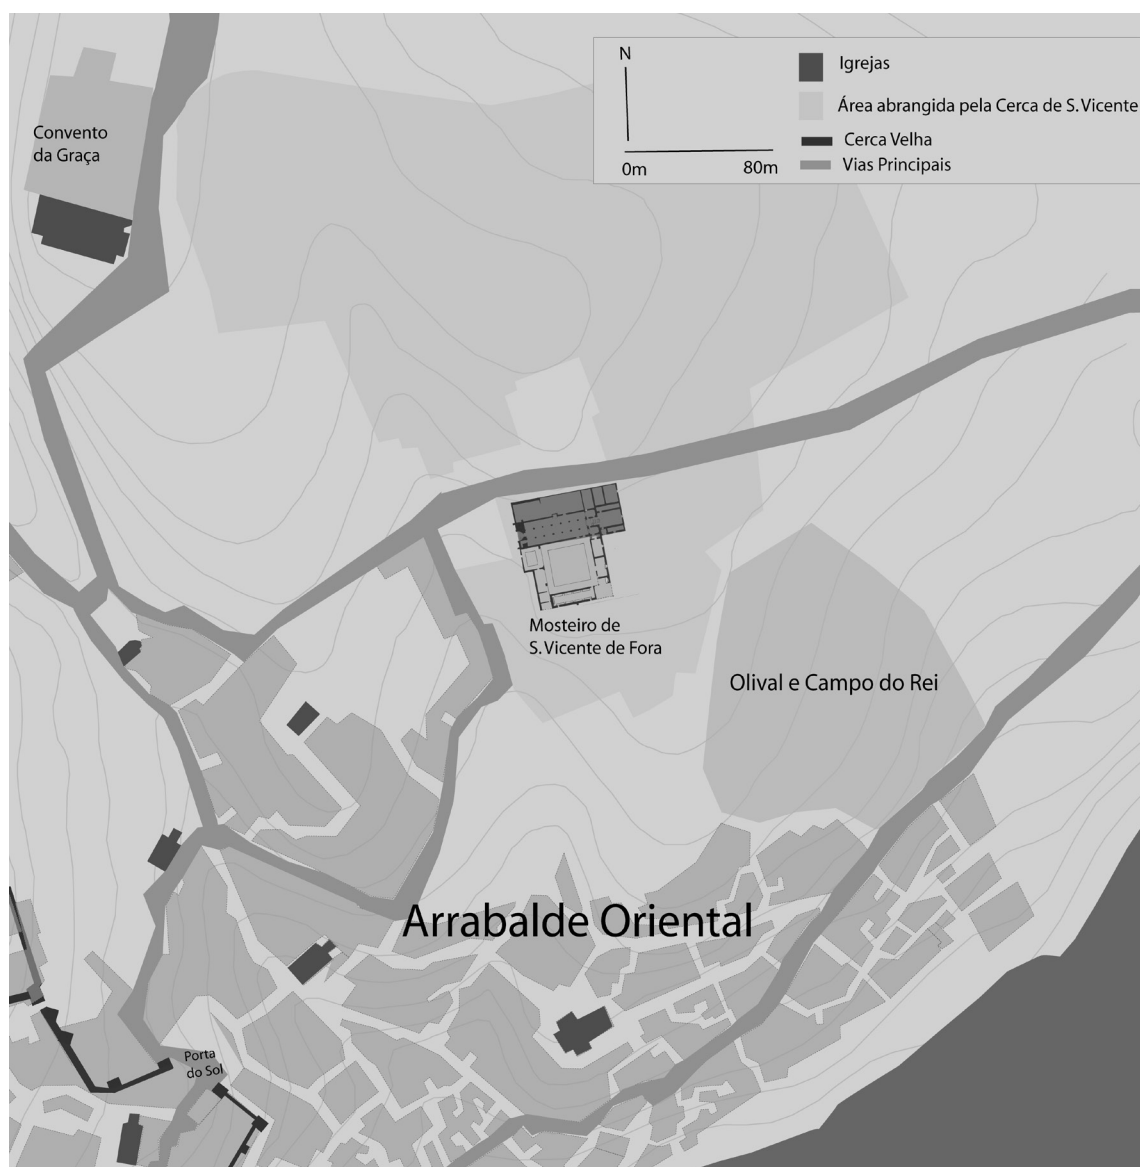 N
0m 80m
Igrejas
Área abrangida pela Cerca de S. Vicente
Cerca Velha
Vias Principais
Convento
da Graça
Mosteiro de
S. Vicente de Fora
Olival e Campo do Rei
Arrabalde Oriental
Porta
do Sol